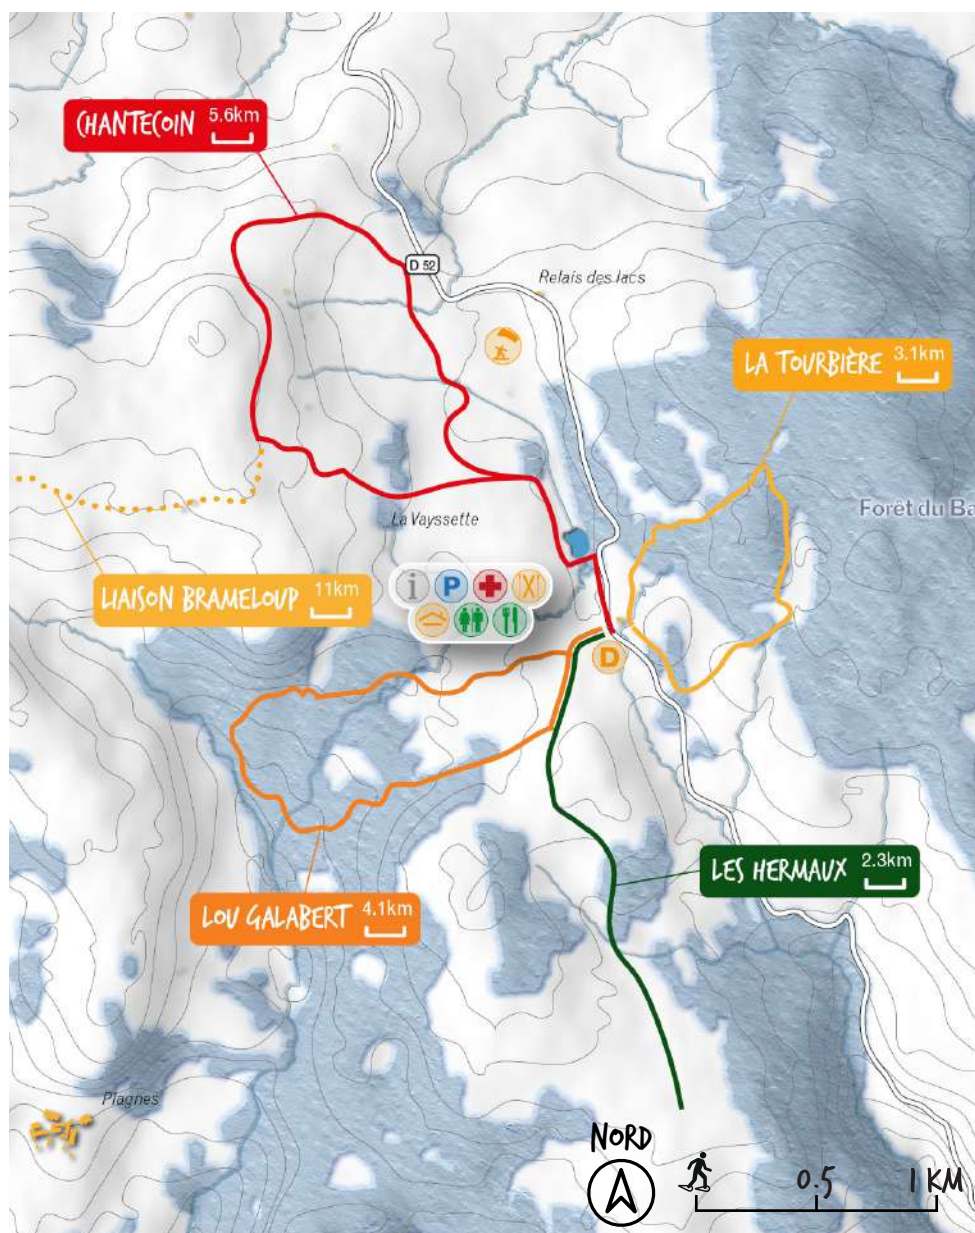 CHANTECOIN 5.6km
D 52
Relais des lacs
LA TOURBIÈRE 3.1km
Forêt du Ba
La Vayssette
i P
LIAISON BRAMELOUP 11km
D
LES HERMAUX 2.3km
LOU GALABERT 4.1km
Plagnes
NORD
0.5 1 KM